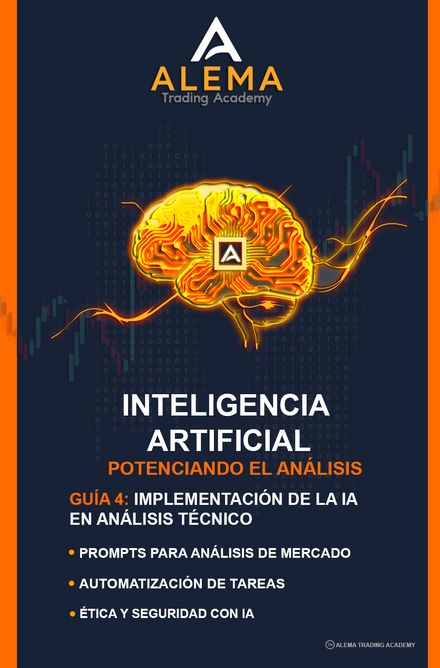 ALEMA
Trading Academy
INTELIGENCIA
ARTIFICIAL
POTENCIANDO EL ANÁLISIS
GUÍA 4: IMPLEMENTACIÓN DE LA IA
EN ANÁLISIS TÉCNICO
• PROMPTS PARA ANÁLISIS DE MERCADO
• AUTOMATIZACIÓN DE TAREAS
• ÉTICA Y SEGURIDAD CON IA
ALEMA TRADING ACADEMY